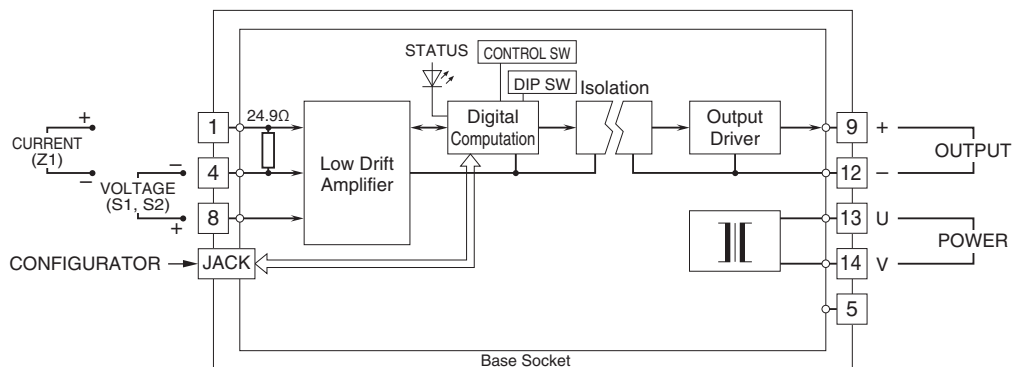 STATUS
CONTROL SW
DIP SW
Isolation
24.9Ω
Digital
Computation
Output
Driver
Low Drift
Amplifier
CURRENT
(Z1)
+
−
VOLTAGE
(S1, S2)
−
+
1
4
8
CONFIGURATOR
JACK
9
+
12
−
OUTPUT
13
U
14
V
POWER
5
Base Socket